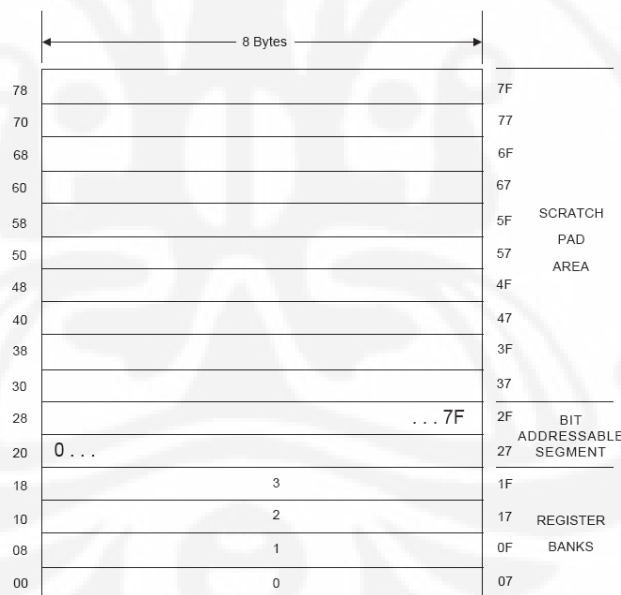 8 Bytes
78 7F
70 77
68 6F
60 67
58 5F SCRATCH
50 57 PAD
48 4F AREA
40 47
38 3F
30 37
28 ...7F 2F BIT
20 0... 27 ADDRESSABLE SEGMENT
18 3 1F
10 2 17 REGISTER
08 1 0F BANKS
00 0 07